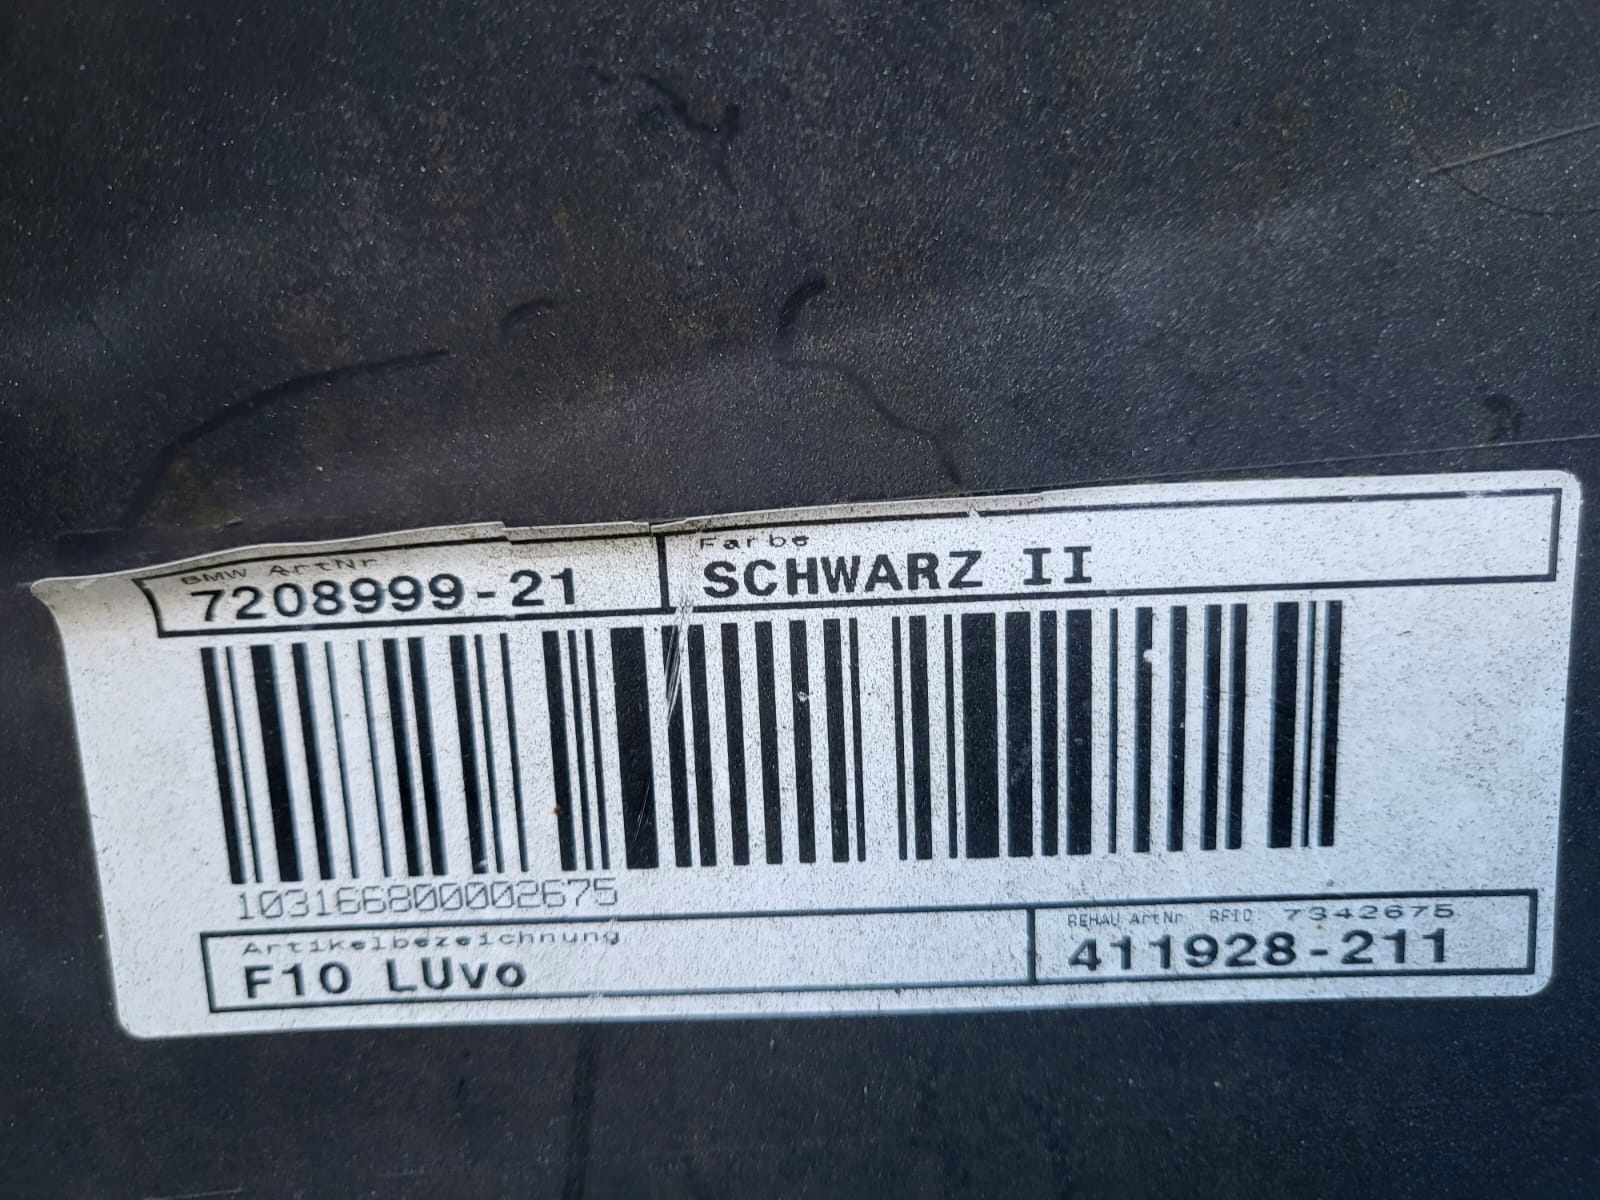 BMW ArtNr
7208999-21
Farbe
SCHWARZ II
103166800002675
Artikelbezeichnung
F10 LUvo
REHAU ArtNr RFID: 7342675
411928-211